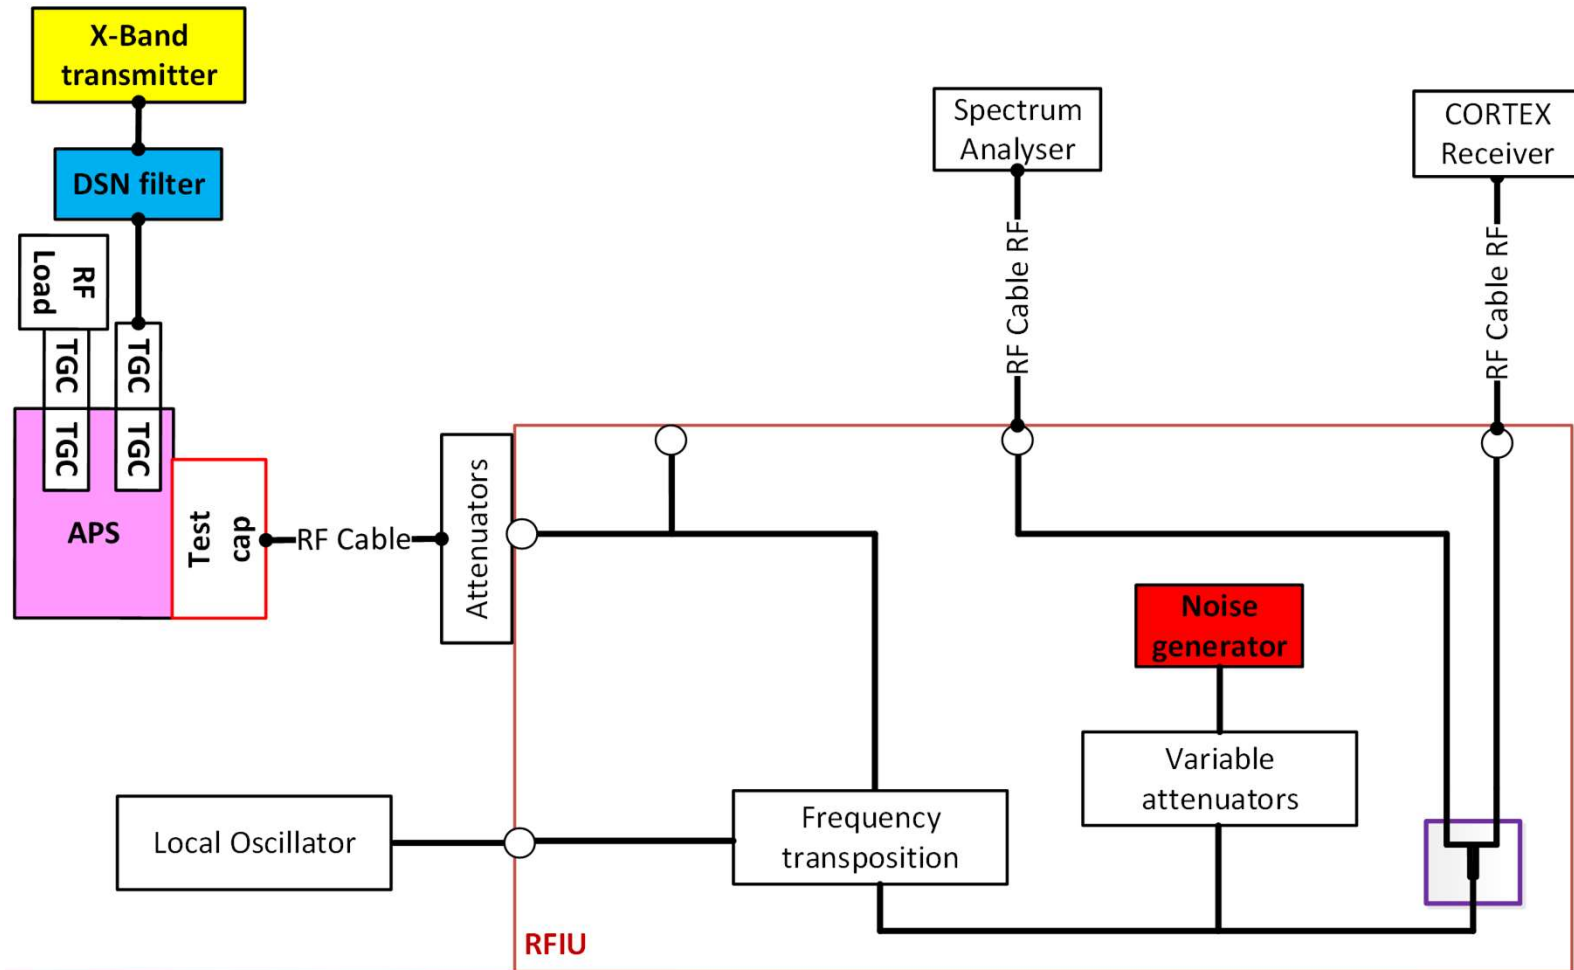 X-Band
transmitter
DSN filter
RF
Load
TGC
TGC
TGC
TGC
APS
Test
cap
RF Cable
Attenuators
Spectrum
Analyser
RF Cable RF
CORTEX
Receiver
RF Cable RF
Noise
generator
Variable
attenuators
Local Oscillator
Frequency
transposition
RFIU